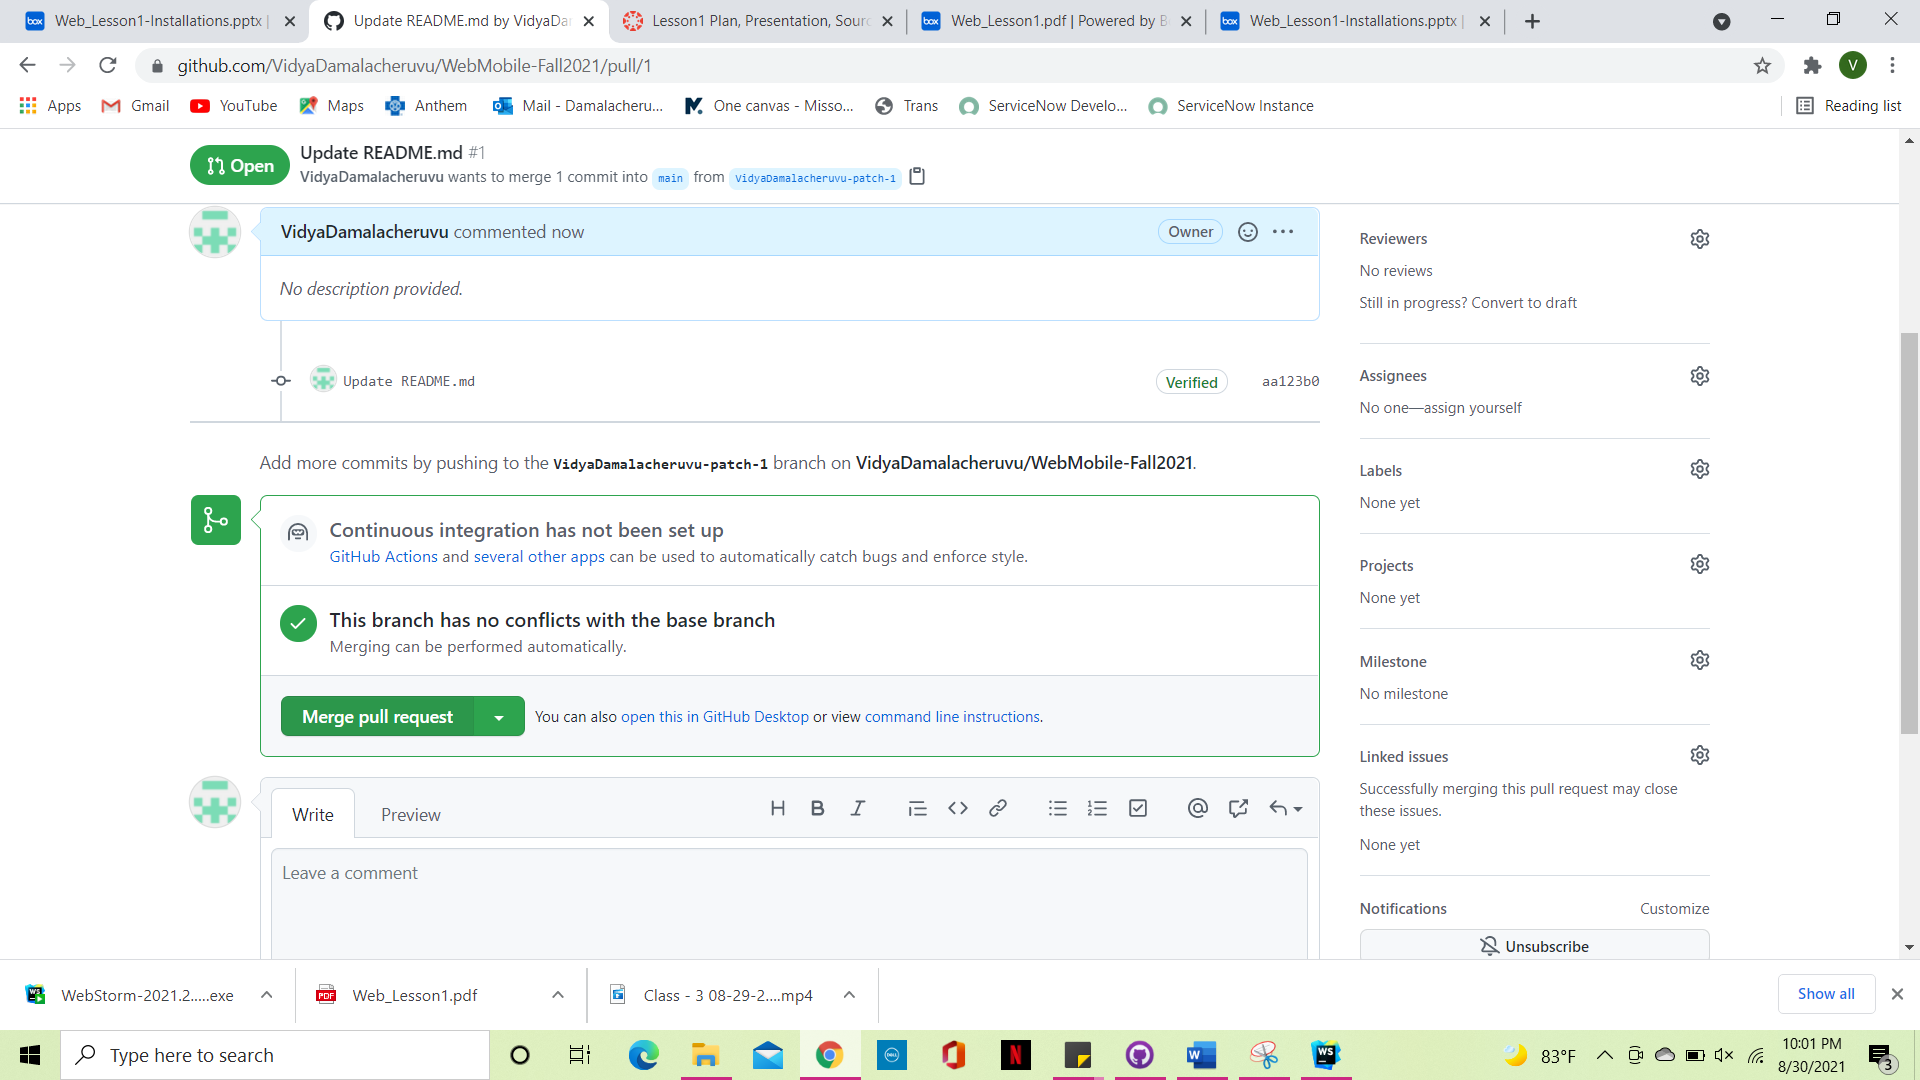 Web_Lesson1-Installations.pptx |
Update README.md by VidyaDar
Lesson1 Plan, Presentation, Sourc
Web_Lesson1.pdf | Powered by B
Web_Lesson1-Installations.pptx |
github.com/VidyaDamalacheruvu/WebMobile-Fall2021/pull/1
V
Apps
Gmail
YouTube
Maps
Anthem
Mail - Damalacheru...
One canvas - Misso...
Trans
ServiceNow Develo...
ServiceNow Instance
Reading list
Open
Update README.md #1
VidyaDamalacheruvu wants to merge 1 commit into main from VidyaDamalacheruvu-patch-1
VidyaDamalacheruvu commented now
Owner
No description provided.
Update README.md
Verified
aa123b0
Add more commits by pushing to the VidyaDamalacheruvu-patch-1 branch on VidyaDamalacheruvu/WebMobile-Fall2021.
Continuous integration has not been set up
GitHub Actions and several other apps can be used to automatically catch bugs and enforce style.
This branch has no conflicts with the base branch
Merging can be performed automatically.
Merge pull request
You can also open this in GitHub Desktop or view command line instructions.
Write
Preview
Leave a comment
Reviewers
No reviews
Still in progress? Convert to draft
Assignees
No one—assign yourself
Labels
None yet
Projects
None yet
Milestone
No milestone
Linked issues
Successfully merging this pull request may close
these issues.
None yet
Notifications
Customize
Unsubscribe
WebStorm-2021.2.....exe
Web_Lesson1.pdf
Class - 3 08-29-2....mp4
Show all
Type here to search
83°F
10:01 PM
8/30/2021
3